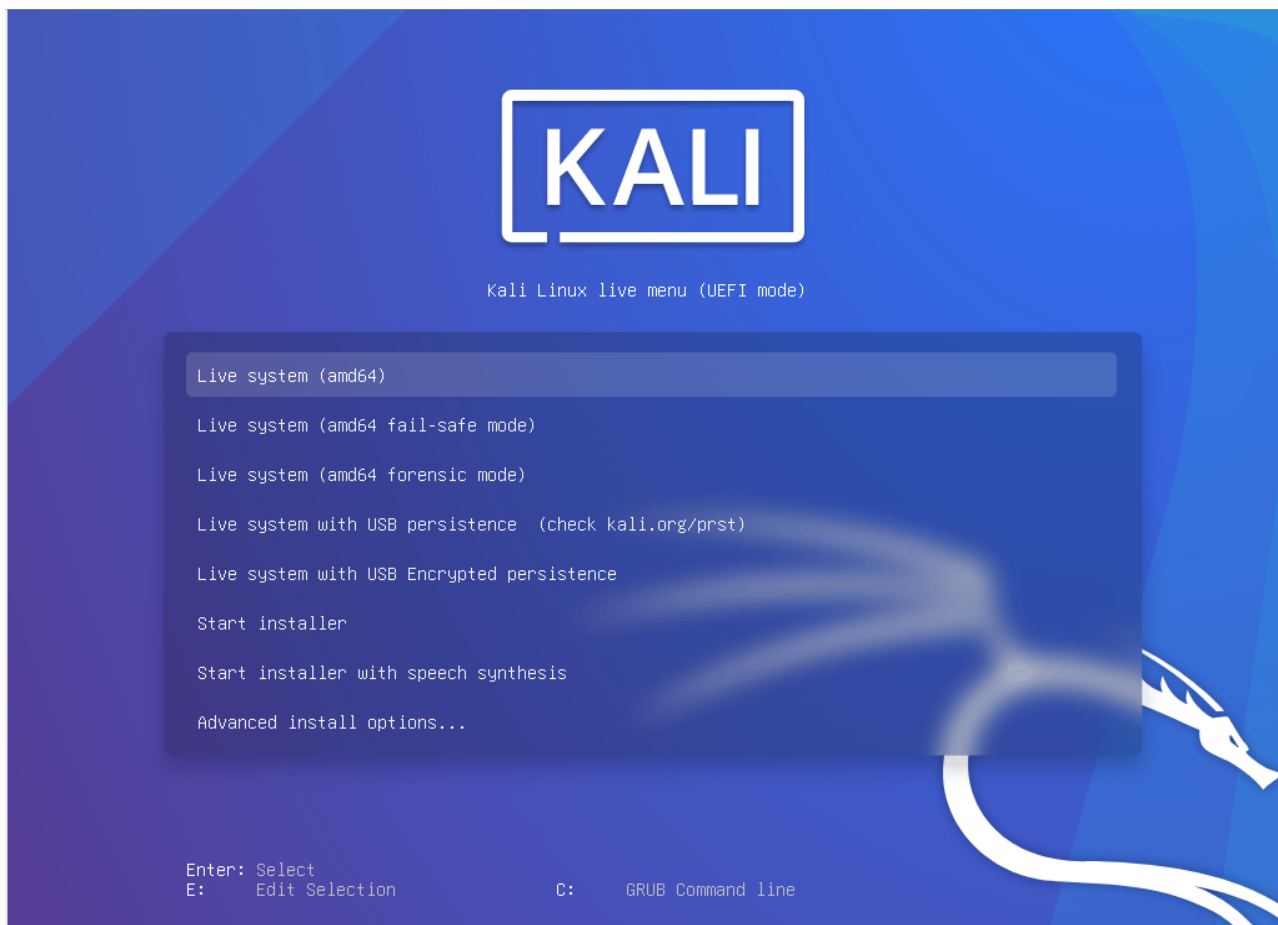 KALI
Kali Linux live menu (UEFI mode)
Live system (amd64)
Live system (amd64 fail-safe mode)
Live system (amd64 forensic mode)
Live system with USB persistence  (check kali.org/prst)
Live system with USB Encrypted persistence
Start installer
Start installer with speech synthesis
Advanced install options...
Enter: Select
E:     Edit Selection                C:     GRUB Command line